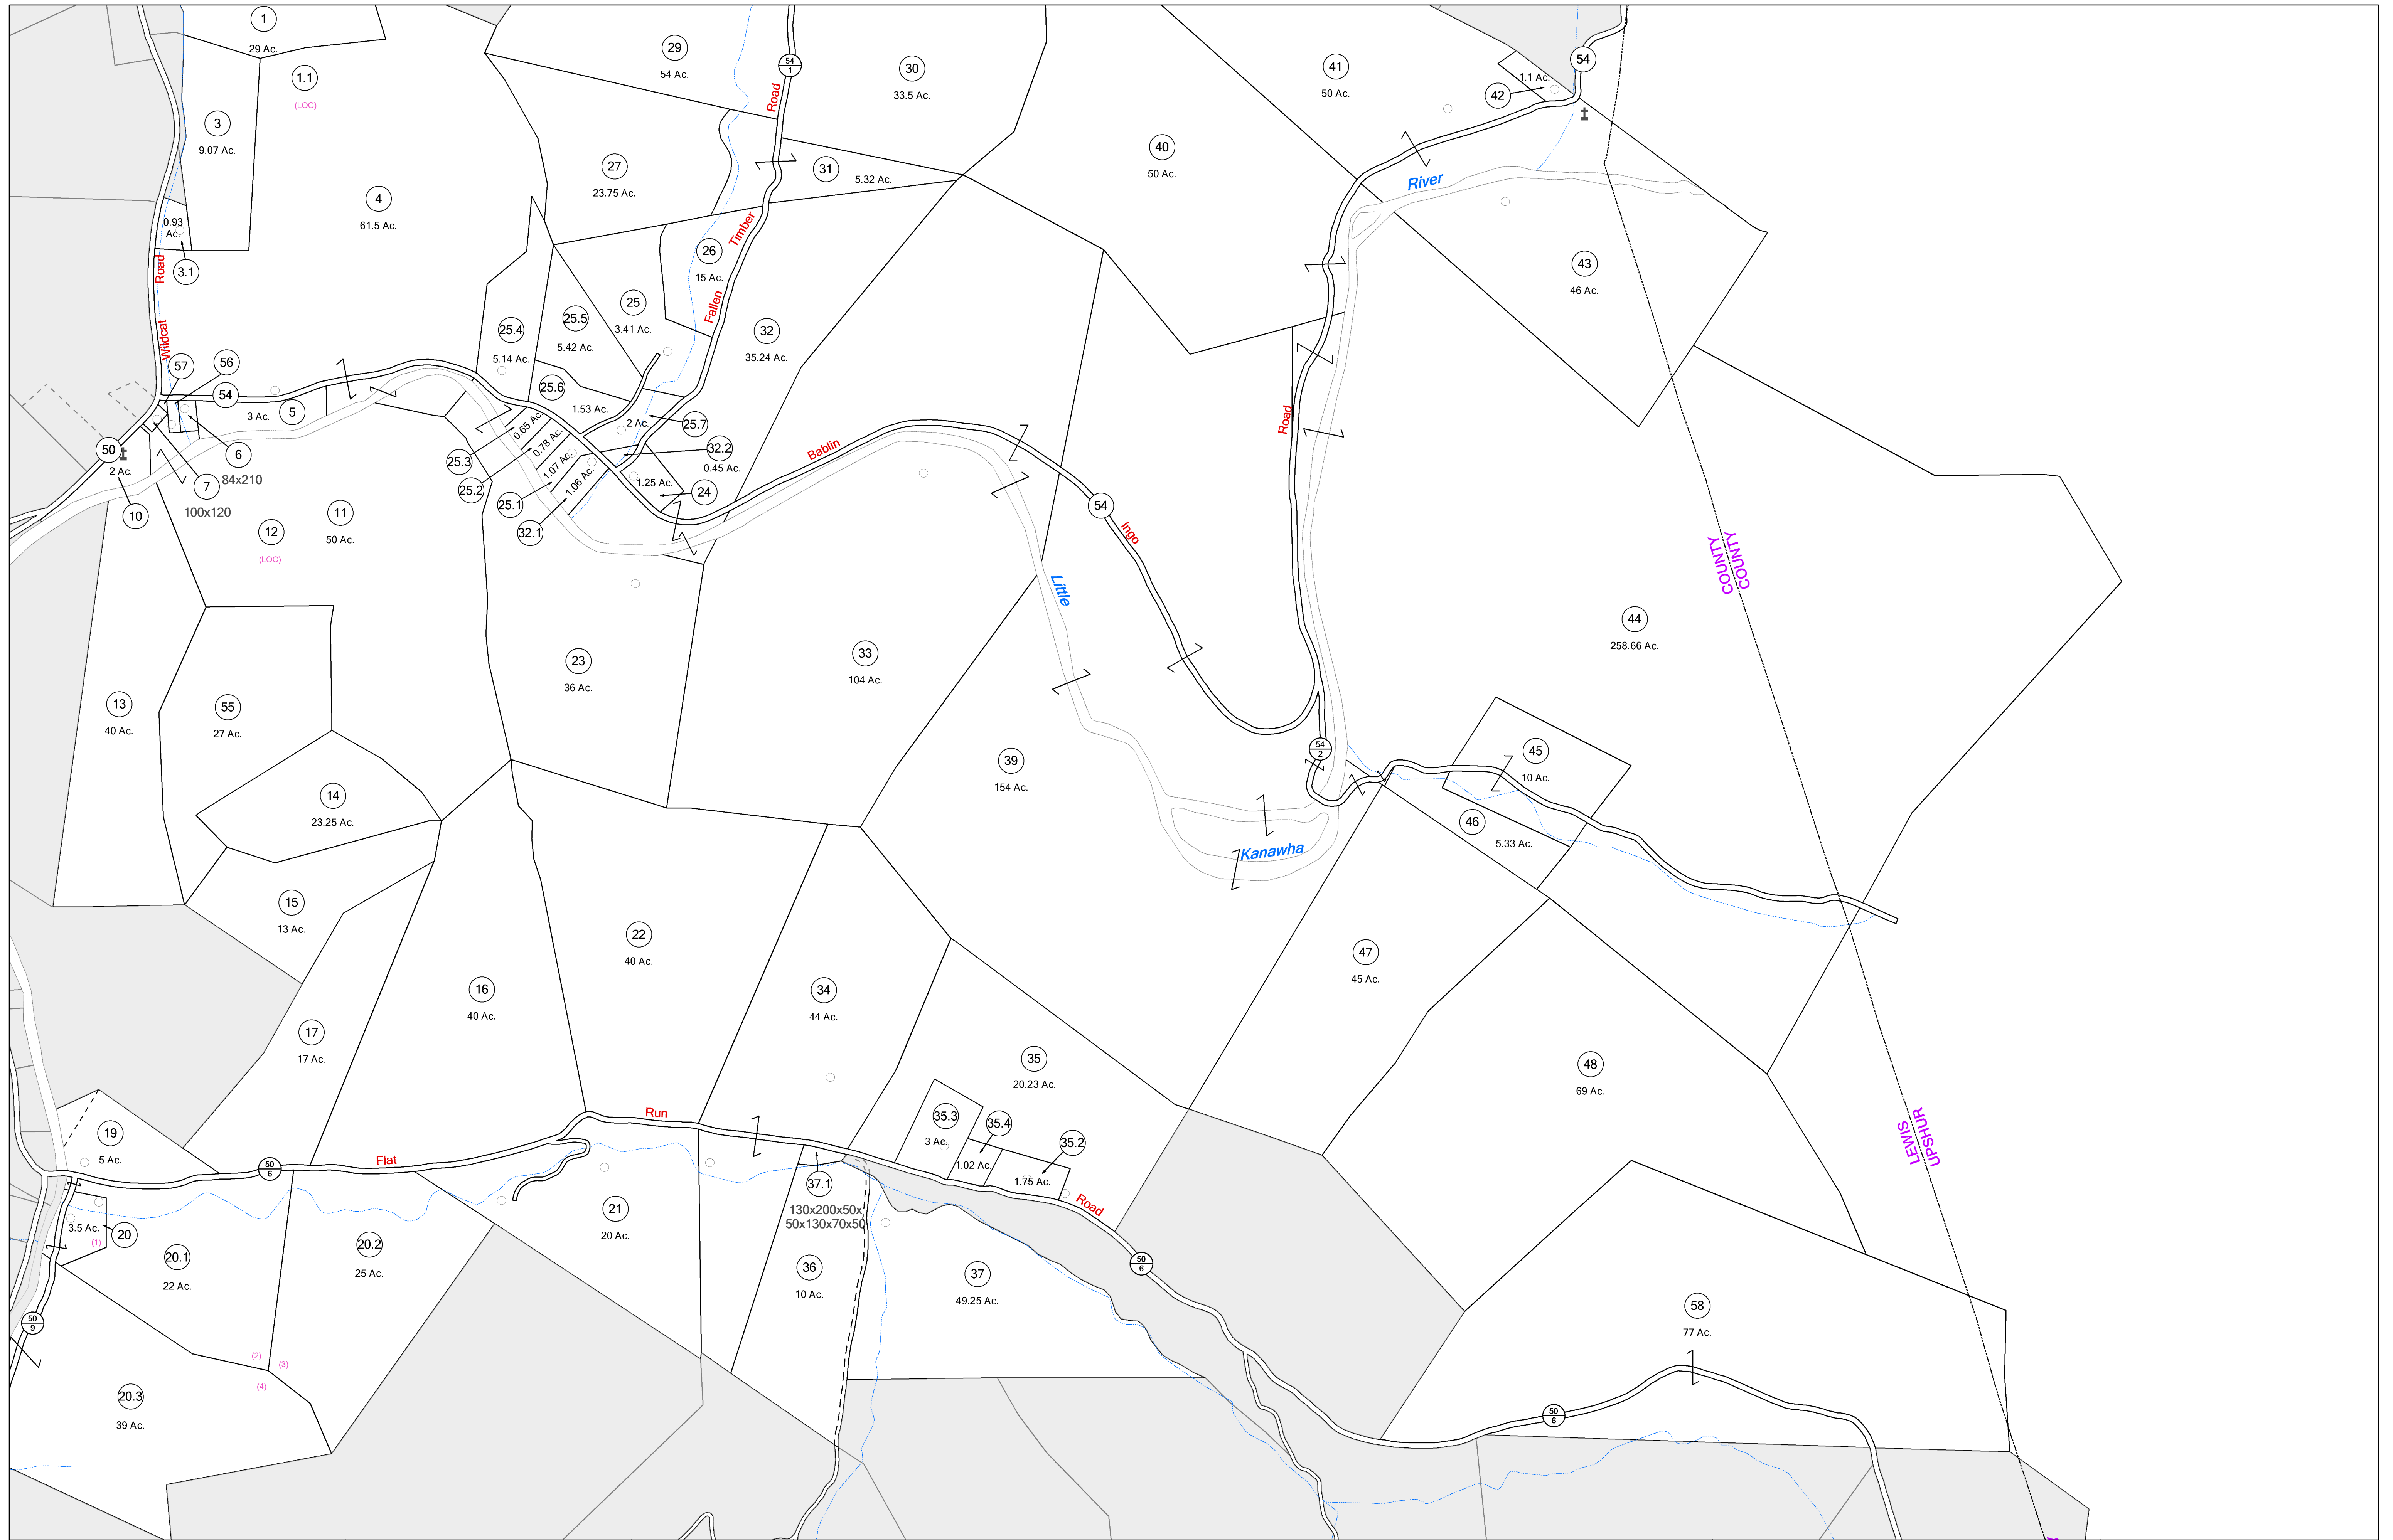 1
29 Ac.
1.1
(LOC)
3
9.07 Ac.
4
61.5 Ac.
0.93
Ac.
3.1
Road
Wildcat
29
54 Ac.
54
1
Road
30
33.5 Ac.
27
23.75 Ac.
31
5.32 Ac.
Timber
26
15 Ac.
Fallen
25
3.41 Ac.
25.5
5.42 Ac.
25.4
5.14 Ac.
32
35.24 Ac.
40
50 Ac.
41
50 Ac.
1.1 Ac.
42
54
River
43
46 Ac.
57
56
54
3 Ac.
5
50
2 Ac.
10
6
7
84x210
100x120
12
(LOC)
11
50 Ac.
25.6
1.53 Ac.
2 Ac.
25.7
0.65 Ac.
0.78 Ac.
1.07 Ac.
1.06 Ac.
25.3
25.2
25.1
32.1
32.2
0.45 Ac.
1.25 Ac.
24
Bablin
54
Ingo
Road
Little
COUNTY
COUNTY
44
258.66 Ac.
13
40 Ac.
55
27 Ac.
14
23.25 Ac.
23
36 Ac.
33
104 Ac.
39
154 Ac.
54
2
45
10 Ac.
46
5.33 Ac.
Kanawha
15
13 Ac.
16
40 Ac.
17
17 Ac.
22
40 Ac.
34
44 Ac.
47
45 Ac.
48
69 Ac.
35
20.23 Ac.
35.3
3 Ac.
35.4
1.02 Ac.
35.2
1.75 Ac.
LEWIS
UPSHUR
19
5 Ac.
50
6
Flat
Run
Road
50
6
3.5 Ac.
20
(1)
20.1
22 Ac.
20.2
25 Ac.
21
20 Ac.
37.1
130x200x50x
50x130x70x50
36
10 Ac.
37
49.25 Ac.
50
9
(2)
(3)
(4)
20.3
39 Ac.
58
77 Ac.
50
6